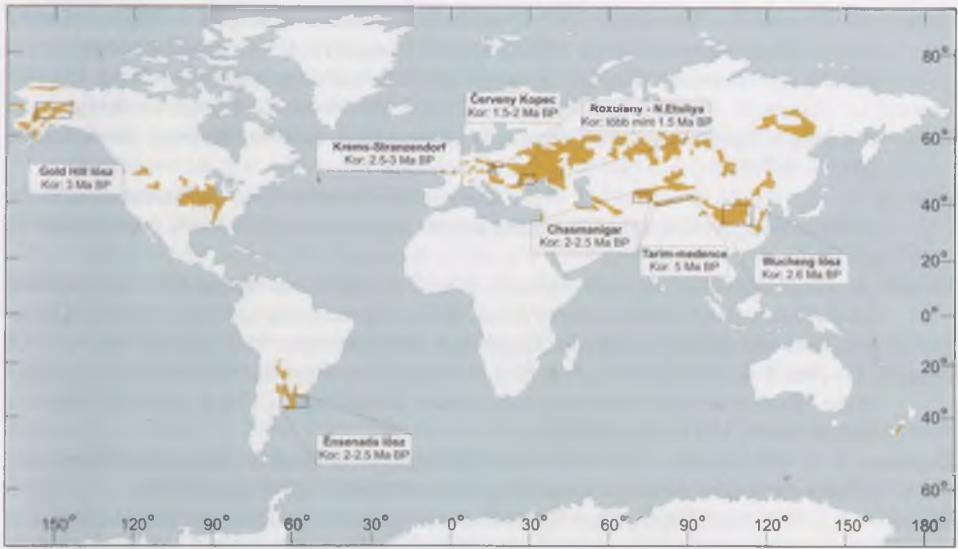 80°
Červeny Kopec
Kor: 1.5-2 Ma BP
Roxolany - N.Etuliya
Kor: több mint 1.5 Ma BP
60°
Krems-Stranzendorf
Kor: 2.5-3 Ma BP
Gold Hill lösz
Kor: 3 Ma BP
40°
Chasmanigar
Kor: 2-2.5 Ma BP
Tarim-medence
Kor: 5 Ma BP
Wucheng lösz
Kor: 2.6 Ma BP
20°
0°
20°
40°
Ensenada lösz
Kor: 2-2.5 Ma BP
60°
150° 120° 90° 60° 30° 0° 30° 60° 90° 120° 150° 180°